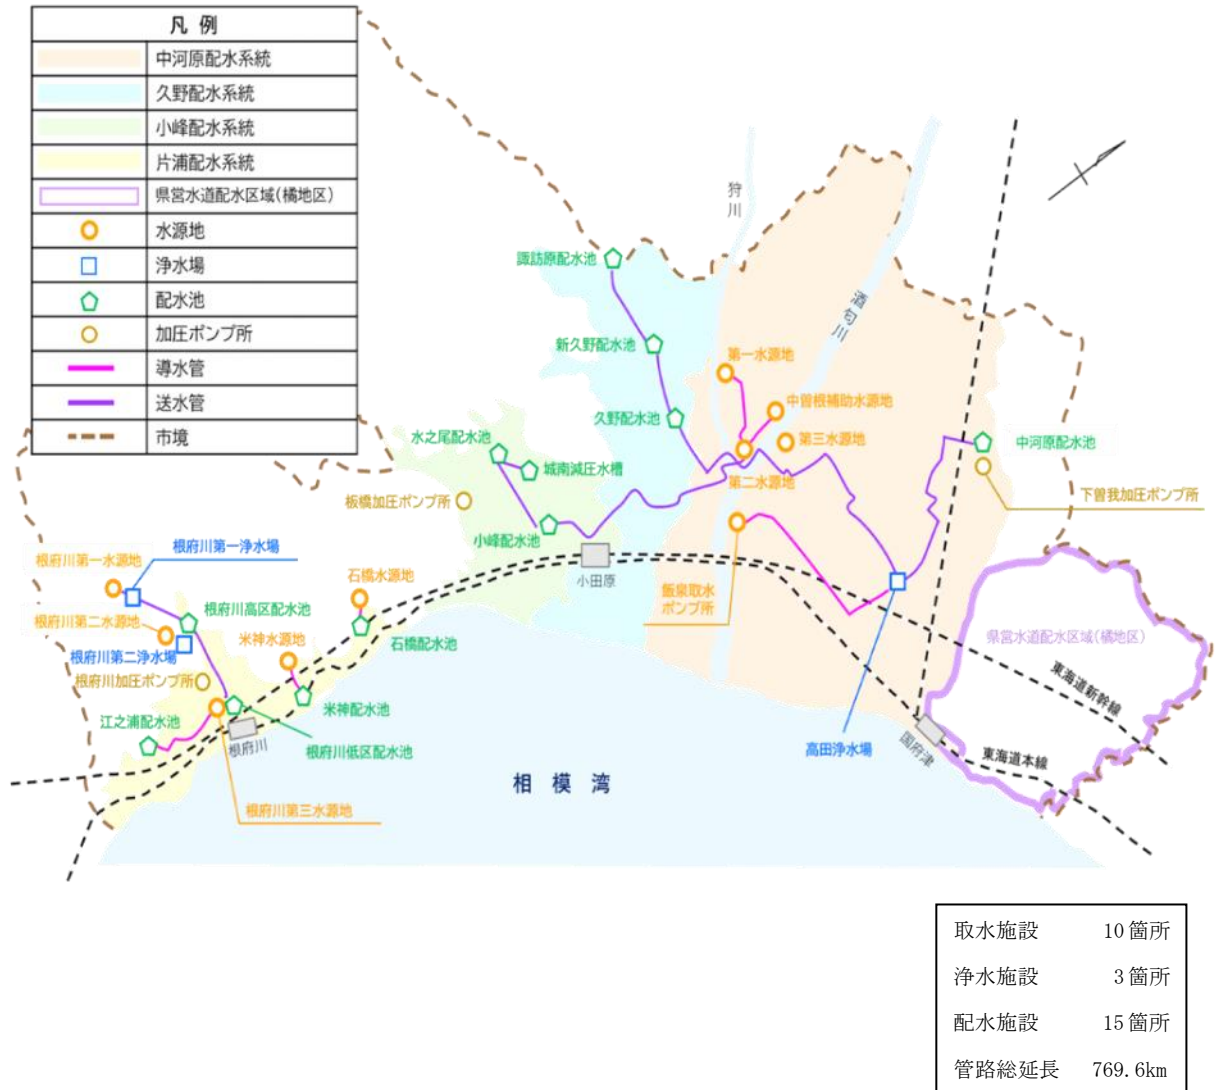 凡 例
中河原配水系統
久野配水系統
小峰配水系統
片浦配水系統
県営水道配水区域(橘地区)
水源地
浄水場
配水池
加圧ポンプ所
導水管
送水管
市境
狩川
酒匂川
諏訪原配水池
新久野配水池
第一水源地
中曽根補助水源地
久野配水池
第三水源地
中河原配水池
水之尾配水池
城南減圧水槽
第二水源地
下曽我加圧ポンプ所
板橋加圧ポンプ所
小峰配水池
根府川第一浄水場
根府川第一水源地
石橋水源地
小田原
飯泉取水
ポンプ所
根府川高区配水池
根府川第二水源地
米神水源地
石橋配水池
県営水道配水区域(橘地区)
根府川第二浄水場
根府川加圧ポンプ所
東海道新幹線
江之浦配水池
米神配水池
根府川
根府川低区配水池
高田浄水場
国府津
東海道本線
相 模 湾
根府川第三水源地
取水施設 10箇所
浄水施設 3箇所
配水施設 15箇所
管路総延長 769.6km